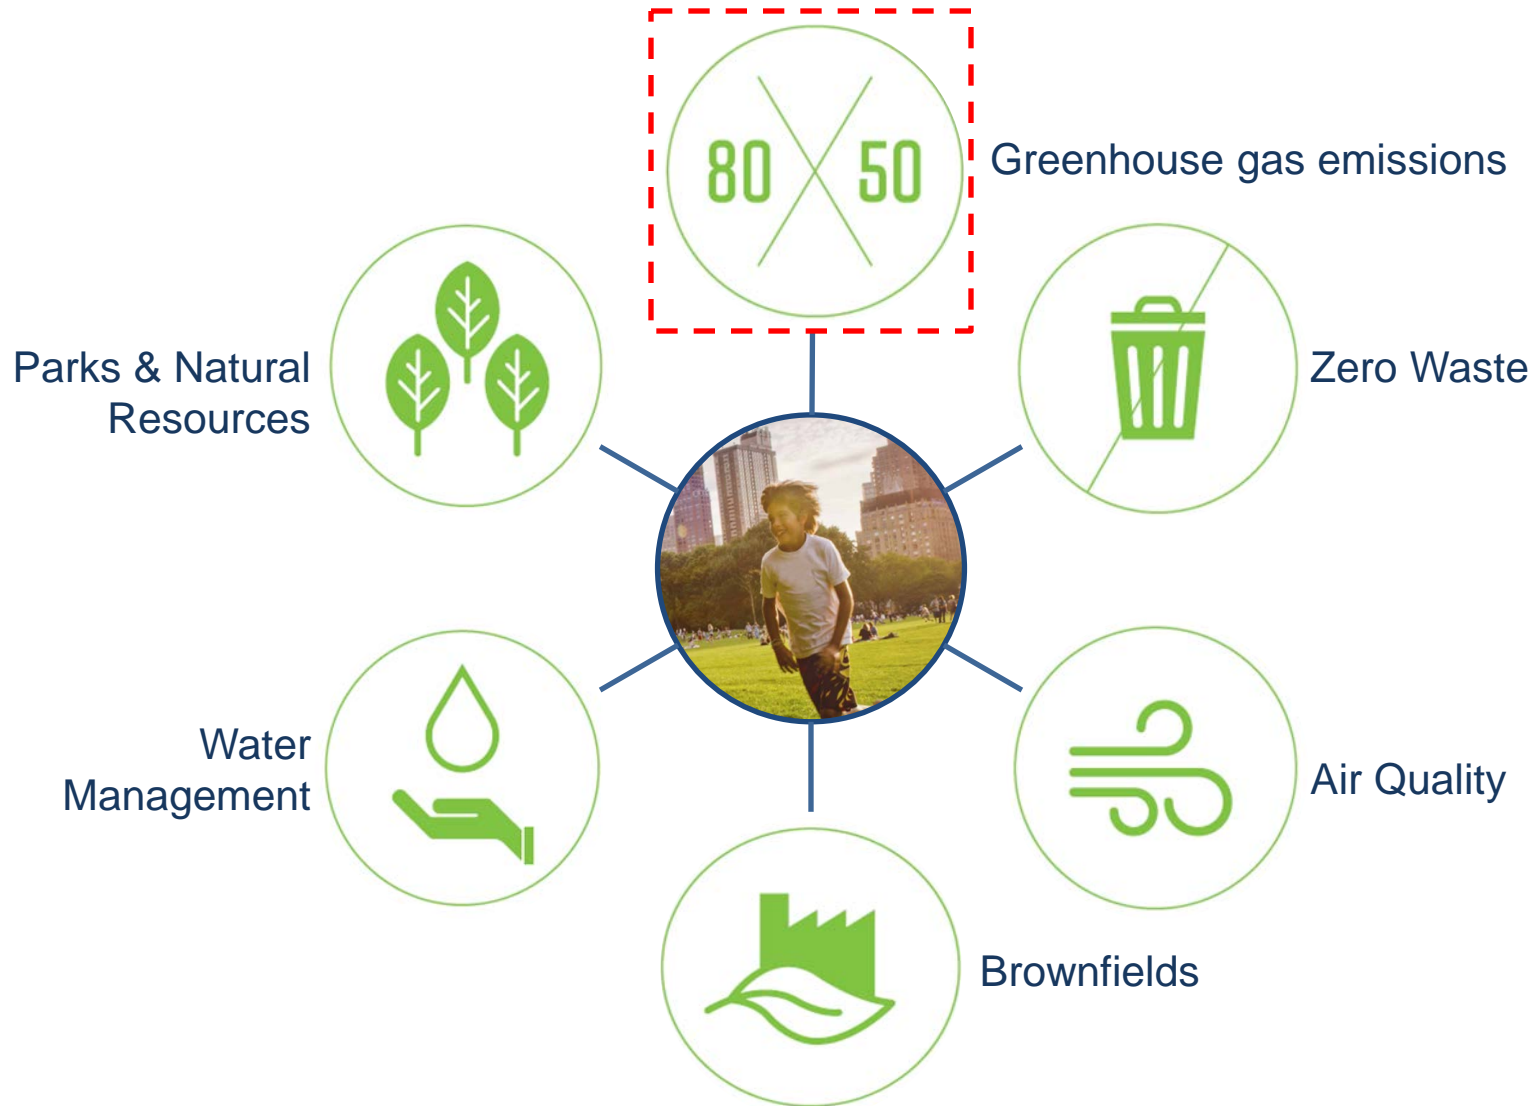 80 50
Greenhouse gas emissions
Parks & Natural
Resources
Zero Waste
Water
Management
Air Quality
Brownfields